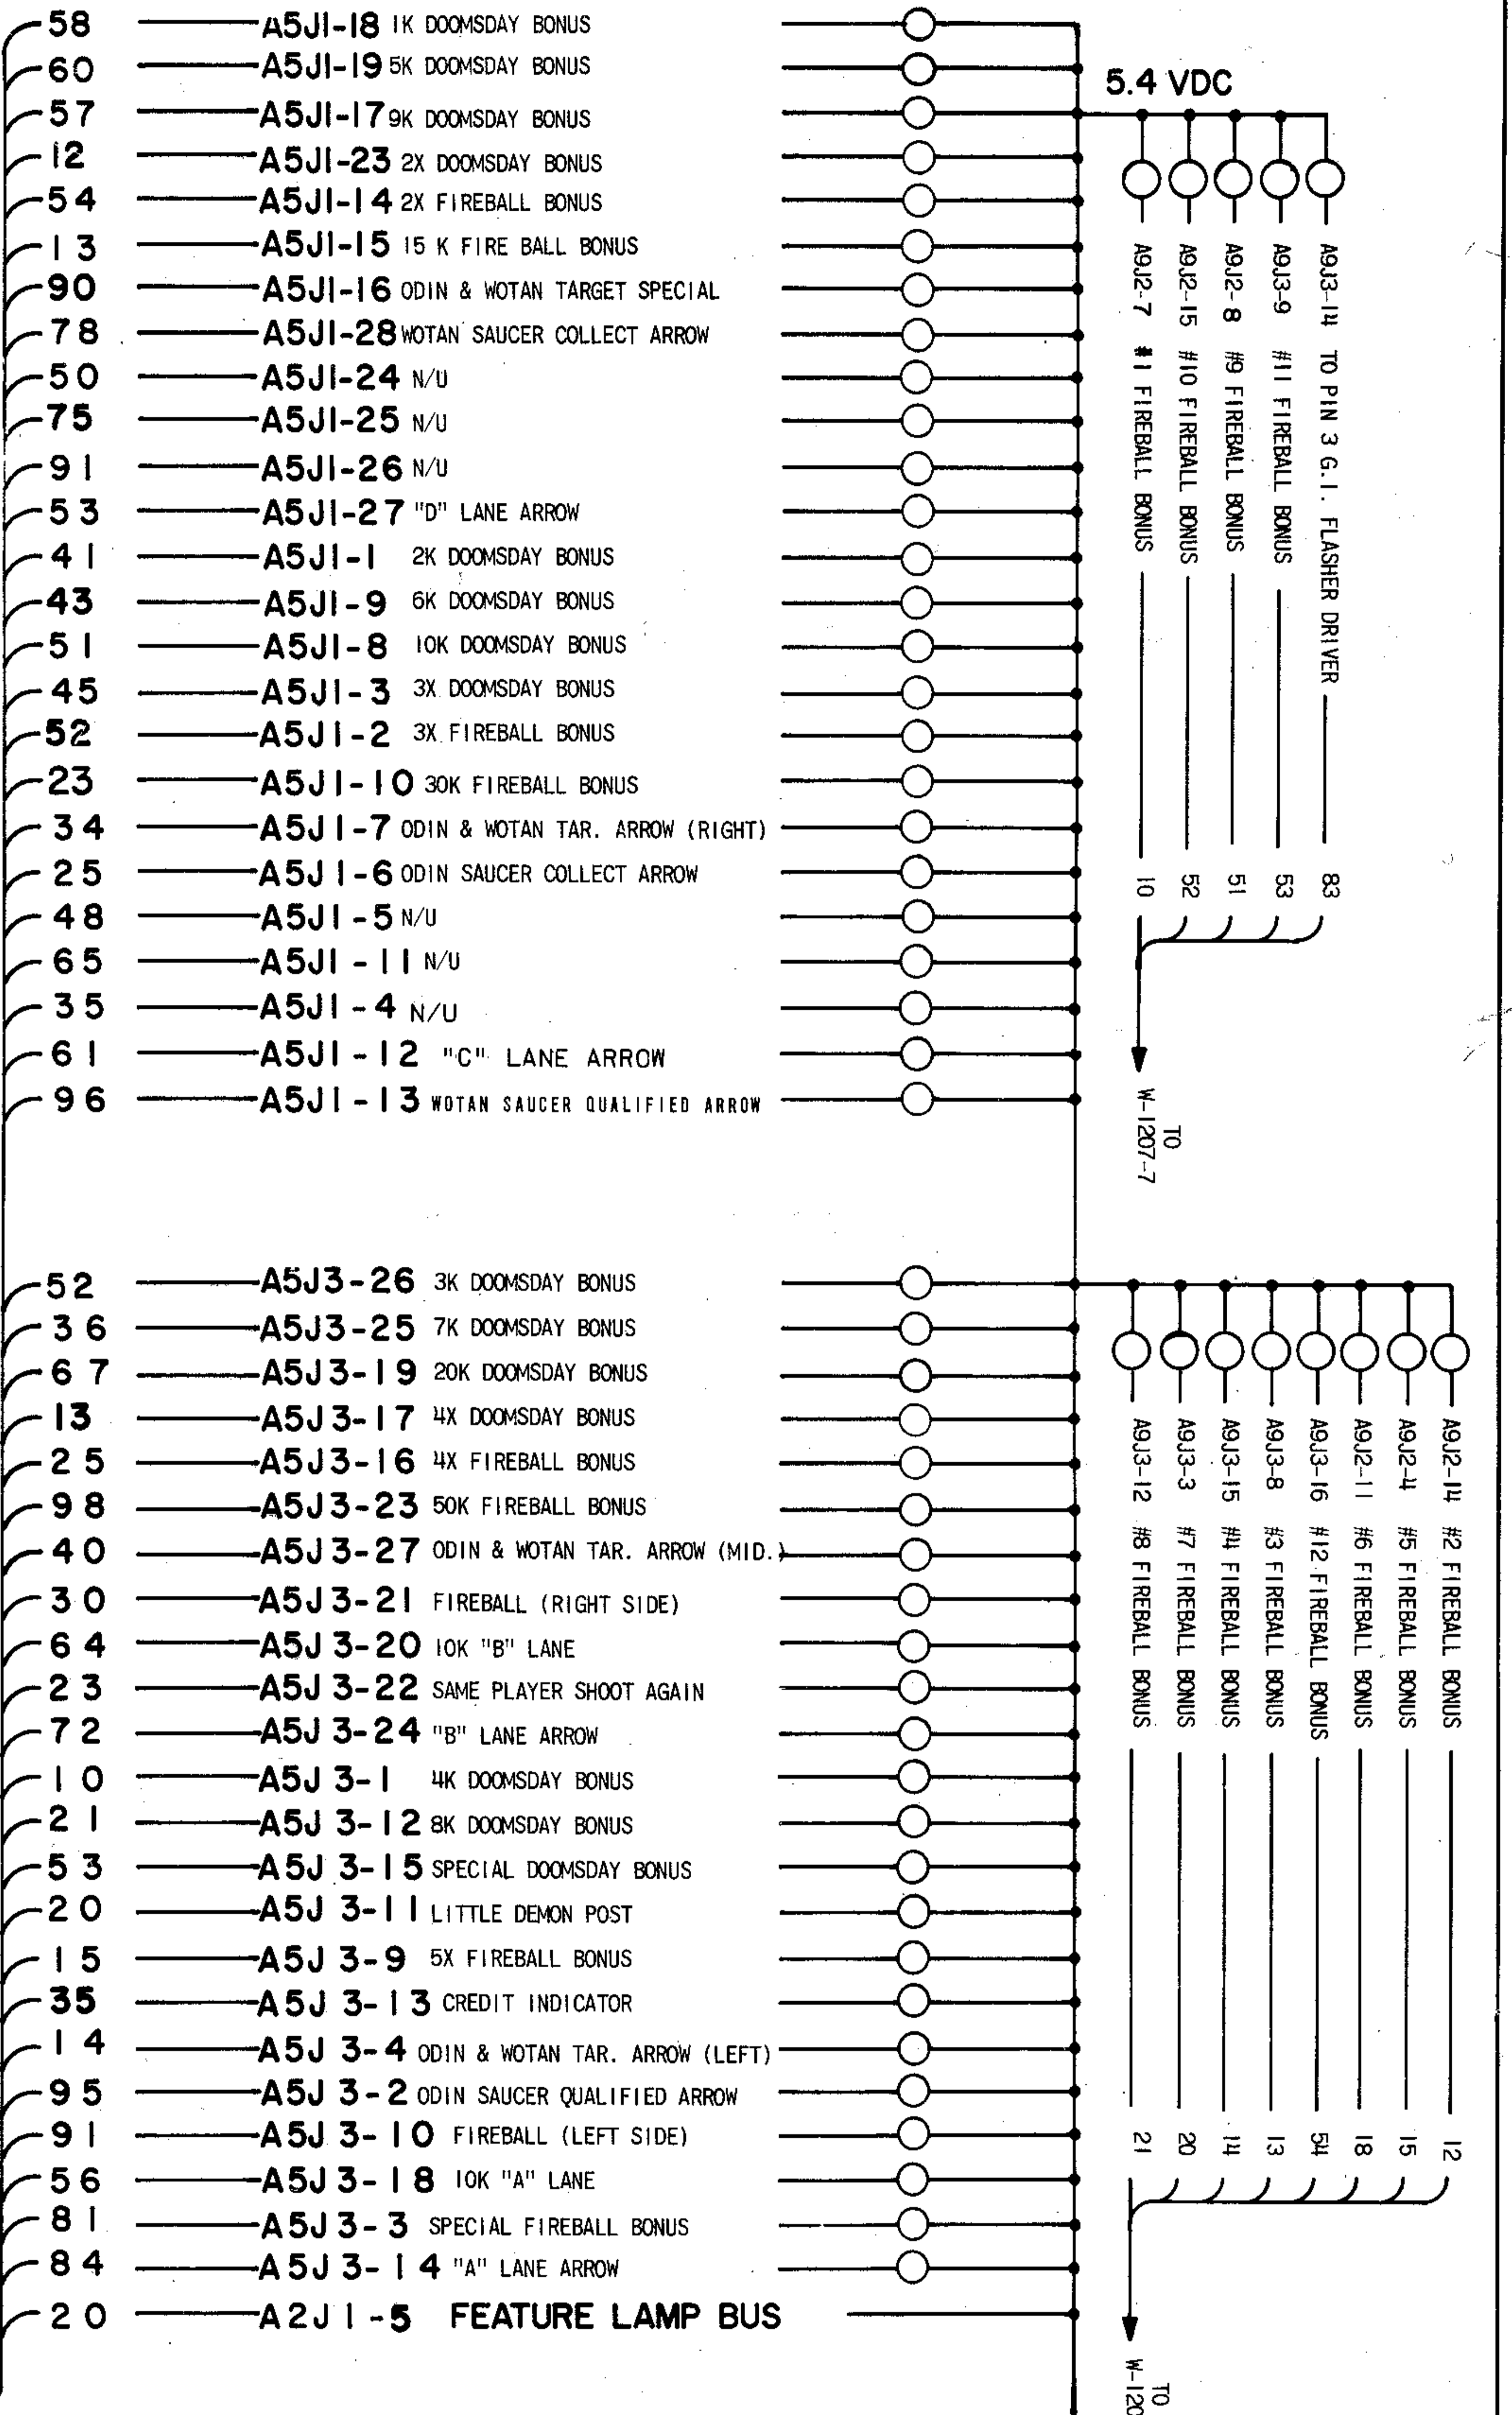 58 A5J1-18 1K DOOMSDAY BONUS
60 A5J1-19 5K DOOMSDAY BONUS
57 A5J1-17 9K DOOMSDAY BONUS
12 A5J1-23 2X DOOMSDAY BONUS
54 A5J1-14 2X FIREBALL BONUS
13 A5J1-15 15 K FIRE BALL BONUS
90 A5J1-16 ODIN & WOTAN TARGET SPECIAL
78 A5J1-28 WOTAN SAUCER COLLECT ARROW
50 A5J1-24 N/U
75 A5J1-25 N/U
91 A5J1-26 N/U
53 A5J1-27 "D" LANE ARROW
41 A5J1-1 2K DOOMSDAY BONUS
43 A5J1-9 6K DOOMSDAY BONUS
51 A5J1-8 10K DOOMSDAY BONUS
45 A5J1-3 3X DOOMSDAY BONUS
52 A5J1-2 3X FIREBALL BONUS
23 A5J1-10 30K FIREBALL BONUS
34 A5J1-7 ODIN & WOTAN TAR. ARROW (RIGHT)
25 A5J1-6 ODIN SAUCER COLLECT ARROW
48 A5J1-5 N/U
65 A5J1-11 N/U
35 A5J1-4 N/U
61 A5J1-12 "C" LANE ARROW
96 A5J1-13 WOTAN SAUCER QUALIFIED ARROW
5.4 VDC
A9J3-14 TO PIN 3 G.I. FLASHER DRIVER 83
A9J3-9 #11 FIREBALL BONUS 53
A9J2-8 #9 FIREBALL BONUS 51
A9J2-15 #10 FIREBALL BONUS 52
A9J2-7 #1 FIREBALL BONUS 10
TO
W-1207-7
52 A5J3-26 3K DOOMSDAY BONUS
36 A5J3-25 7K DOOMSDAY BONUS
67 A5J3-19 20K DOOMSDAY BONUS
13 A5J3-17 4X DOOMSDAY BONUS
25 A5J3-16 4X FIREBALL BONUS
98 A5J3-23 50K FIREBALL BONUS
40 A5J3-27 ODIN & WOTAN TAR. ARROW (MID.)
30 A5J3-21 FIREBALL (RIGHT SIDE)
64 A5J3-20 10K "B" LANE
23 A5J3-22 SAME PLAYER SHOOT AGAIN
72 A5J3-24 "B" LANE ARROW
10 A5J3-1 4K DOOMSDAY BONUS
21 A5J3-12 8K DOOMSDAY BONUS
53 A5J3-15 SPECIAL DOOMSDAY BONUS
20 A5J3-11 LITTLE DEMON POST
15 A5J3-9 5X FIREBALL BONUS
35 A5J3-13 CREDIT INDICATOR
14 A5J3-4 ODIN & WOTAN TAR. ARROW (LEFT)
95 A5J3-2 ODIN SAUCER QUALIFIED ARROW
91 A5J3-10 FIREBALL (LEFT SIDE)
56 A5J3-18 10K "A" LANE
81 A5J3-3 SPECIAL FIREBALL BONUS
84 A5J3-14 "A" LANE ARROW
20 A2J1-5 FEATURE LAMP BUS
A9J2-14 #2 FIREBALL BONUS 12
A9J2-4 #5 FIREBALL BONUS 15
A9J2-11 #6 FIREBALL BONUS 18
A9J3-16 #12 FIREBALL BONUS 54
A9J3-8 #3 FIREBALL BONUS 13
A9J3-15 #4 FIREBALL BONUS 14
A9J3-3 #7 FIREBALL BONUS 20
A9J3-12 #8 FIREBALL BONUS 21
TO
W-120